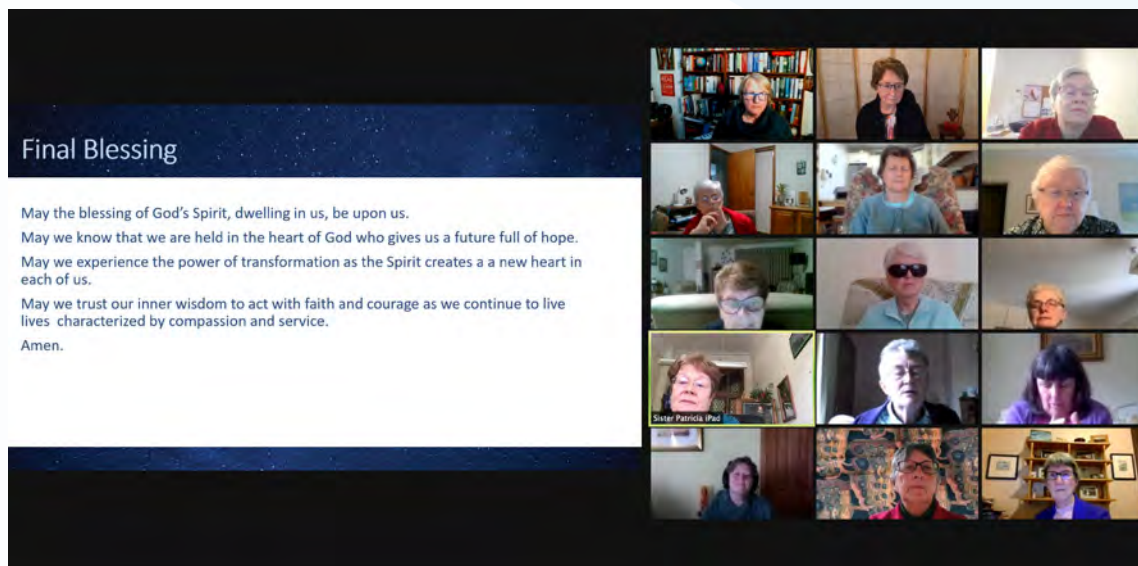 Final Blessing
May the blessing of God's Spirit, dwelling in us, be upon us.
May we know that we are held in the heart of God who gives us a future full of hope.
May we experience the power of transformation as the Spirit creates a a new heart in
each of us.
May we trust our inner wisdom to act with faith and courage as we continue to live
lives characterized by compassion and service.
Amen.
Sister Patricia iPad